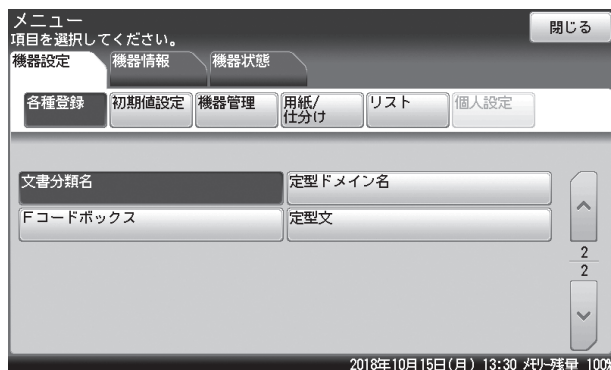 メニュー
項目を選択してください。
閉じる
機器設定
機器情報
機器状態
各種登録
初期値設定
機器管理
用紙/
仕分け
リスト
個人設定
文書分類名
定型ドメイン名
Fコードボックス
定型文
2
2
2018年10月15日(月) 13:30 メモリー残量 100%